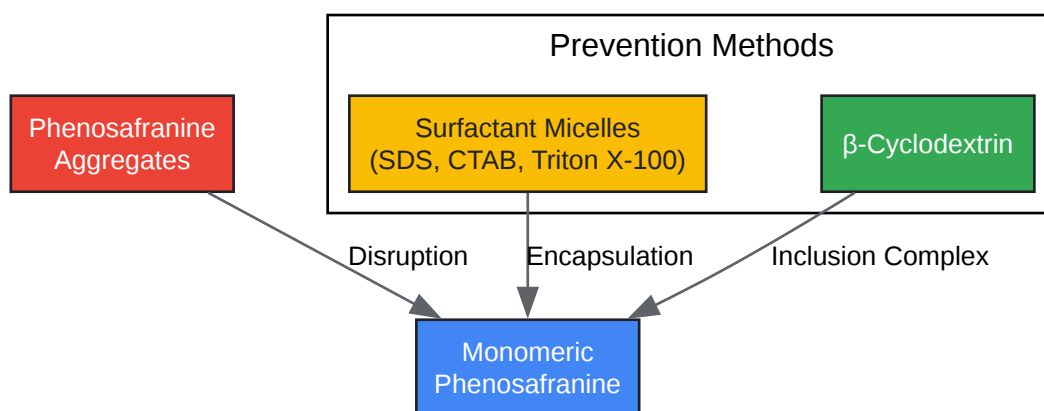 Prevention Methods
Phenosafranine
Aggregates
Surfactant Micelles
(SDS, CTAB, Triton X-100)
β-Cyclodextrin
Disruption
Encapsulation
Inclusion Complex
Monomeric
Phenosafranine